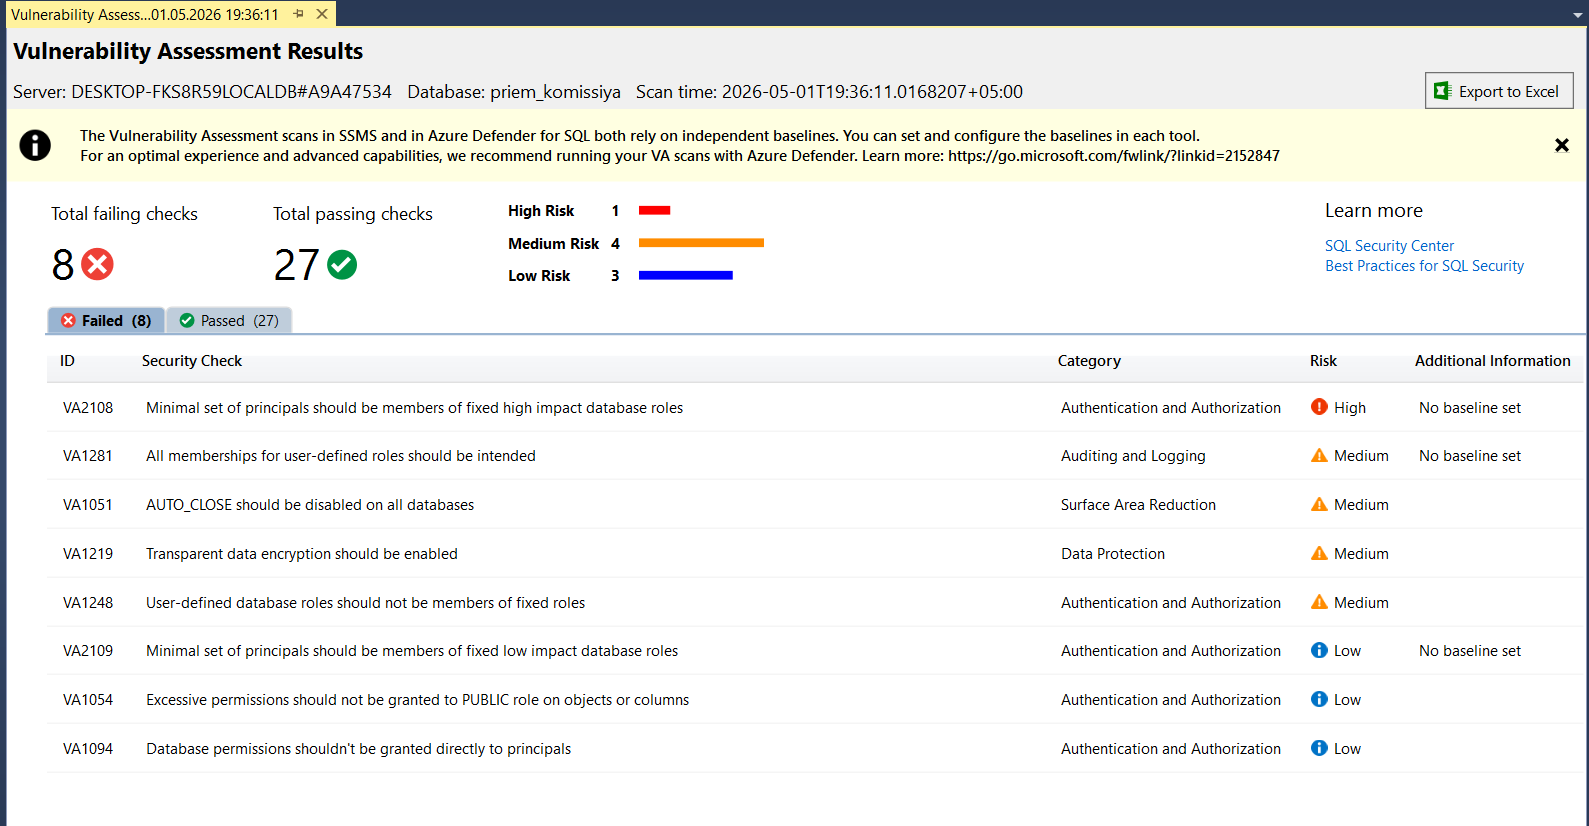 Vulnerability Assess...01.05.2026 19:36:11
Vulnerability Assessment Results
Server: DESKTOP-FKS8R59LOCALDB#A9A47534 Database: priem_komissiya Scan time: 2026-05-01T19:36:11.0168207+05:00
Export to Excel
The Vulnerability Assessment scans in SSMS and in Azure Defender for SQL both rely on independent baselines. You can set and configure the baselines in each tool.
For an optimal experience and advanced capabilities, we recommend running your VA scans with Azure Defender. Learn more: https://go.microsoft.com/fwlink/?linkid=2152847
Total failing checks
8
Total passing checks
27
High Risk 1
Medium Risk 4
Low Risk 3
Learn more
SQL Security Center
Best Practices for SQL Security
Failed (8) Passed (27)
ID Security Check Category Risk Additional Information
VA2108 Minimal set of principals should be members of fixed high impact database roles Authentication and Authorization High No baseline set
VA1281 All memberships for user-defined roles should be intended Auditing and Logging Medium No baseline set
VA1051 AUTO_CLOSE should be disabled on all databases Surface Area Reduction Medium
VA1219 Transparent data encryption should be enabled Data Protection Medium
VA1248 User-defined database roles should not be members of fixed roles Authentication and Authorization Medium
VA2109 Minimal set of principals should be members of fixed low impact database roles Authentication and Authorization Low No baseline set
VA1054 Excessive permissions should not be granted to PUBLIC role on objects or columns Authentication and Authorization Low
VA1094 Database permissions shouldn't be granted directly to principals Authentication and Authorization Low